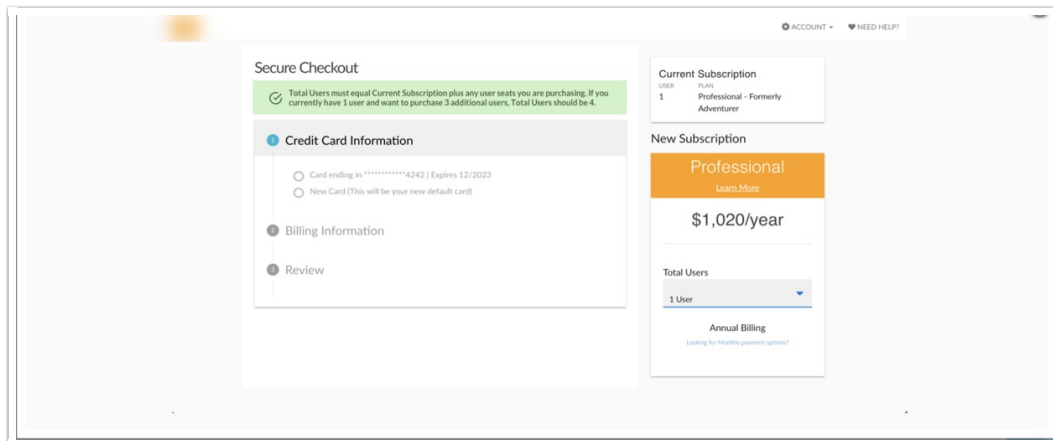 ACCOUNT
NEED HELP?
Secure Checkout
Total Users must equal Current Subscription plus any user seats you are purchasing. If you
currently have 1 user and want to purchase 3 additional users, Total Users should be 4.
1 Credit Card Information
Card ending in ************4242 | Expires 12/2023
New Card (This will be your new default card)
2 Billing Information
3 Review
Current Subscription
USER PLAN
1 Professional - Formerly
Adventurer
New Subscription
Professional
Learn More
$1,020/year
Total Users
1 User
Annual Billing
Looking for Monthly payment options?